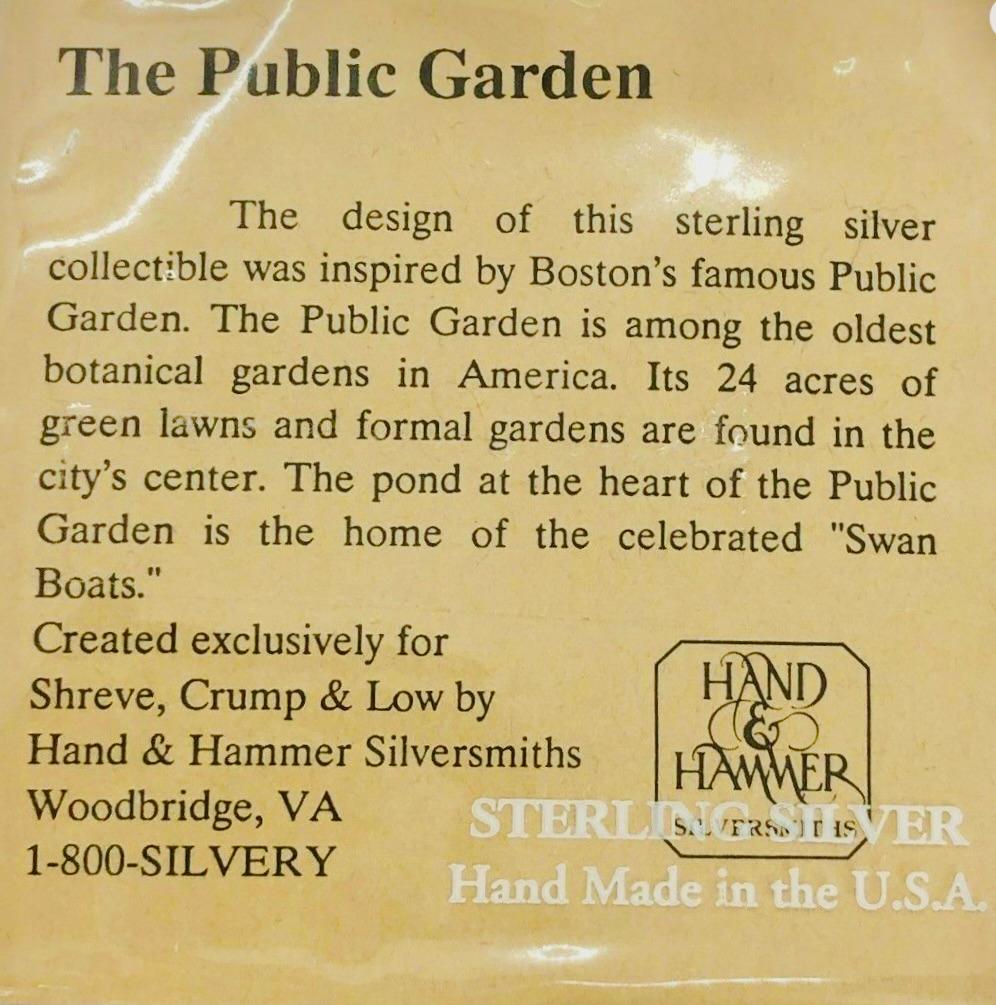 The Public Garden
The design of this sterling silver
collectible was inspired by Boston's famous Public
Garden. The Public Garden is among the oldest
botanical gardens in America. Its 24 acres of
green lawns and formal gardens are found in the
city's center. The pond at the heart of the Public
Garden is the home of the celebrated "Swan
Boats."
Created exclusively for
Shreve, Crump & Low by
Hand & Hammer Silversmiths
Woodbridge, VA
1-800-SILVERY
HAND
&
HAMMER
SILVERSMITHS
STERLING SILVER
Hand Made in the U.S.A.